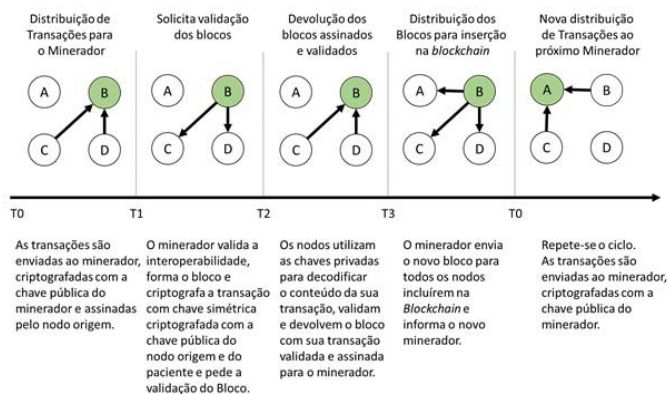 Distribuição de
Transações para
o Minerador
Solicita validação
dos blocos
Devolução dos
blocos assinados
e validados
Distribuição dos
Blocos para inserção
na blockchain
Nova distribuição
de Transações ao
próximo Minerador
A
B
C
D
A
B
C
D
A
B
C
D
A
B
C
D
A
B
C
D
T0
T1
T2
T3
T0
As transações são
enviadas ao minerador,
criptografadas com a
chave pública do
minerador e assinadas
pelo nodo origem.
O minerador valida a
interoperabilidade,
forma o bloco e
criptografa a transação
com chave simétrica
criptografada com a
chave pública do
nodo origem e do
paciente e pede a
validação do Bloco.
Os nodos utilizam
as chaves privadas
para decodificar
o conteúdo da sua
transação, validam
e devolvem o bloco
com sua transação
validada e assinada
para o minerador.
O minerador envia
o novo bloco para
todos os nodos
incluírem na
Blockchain e
informa o novo
minerador.
Repete-se o ciclo.
As transações são
enviadas ao minerador,
criptografadas com a
chave pública do
minerador.